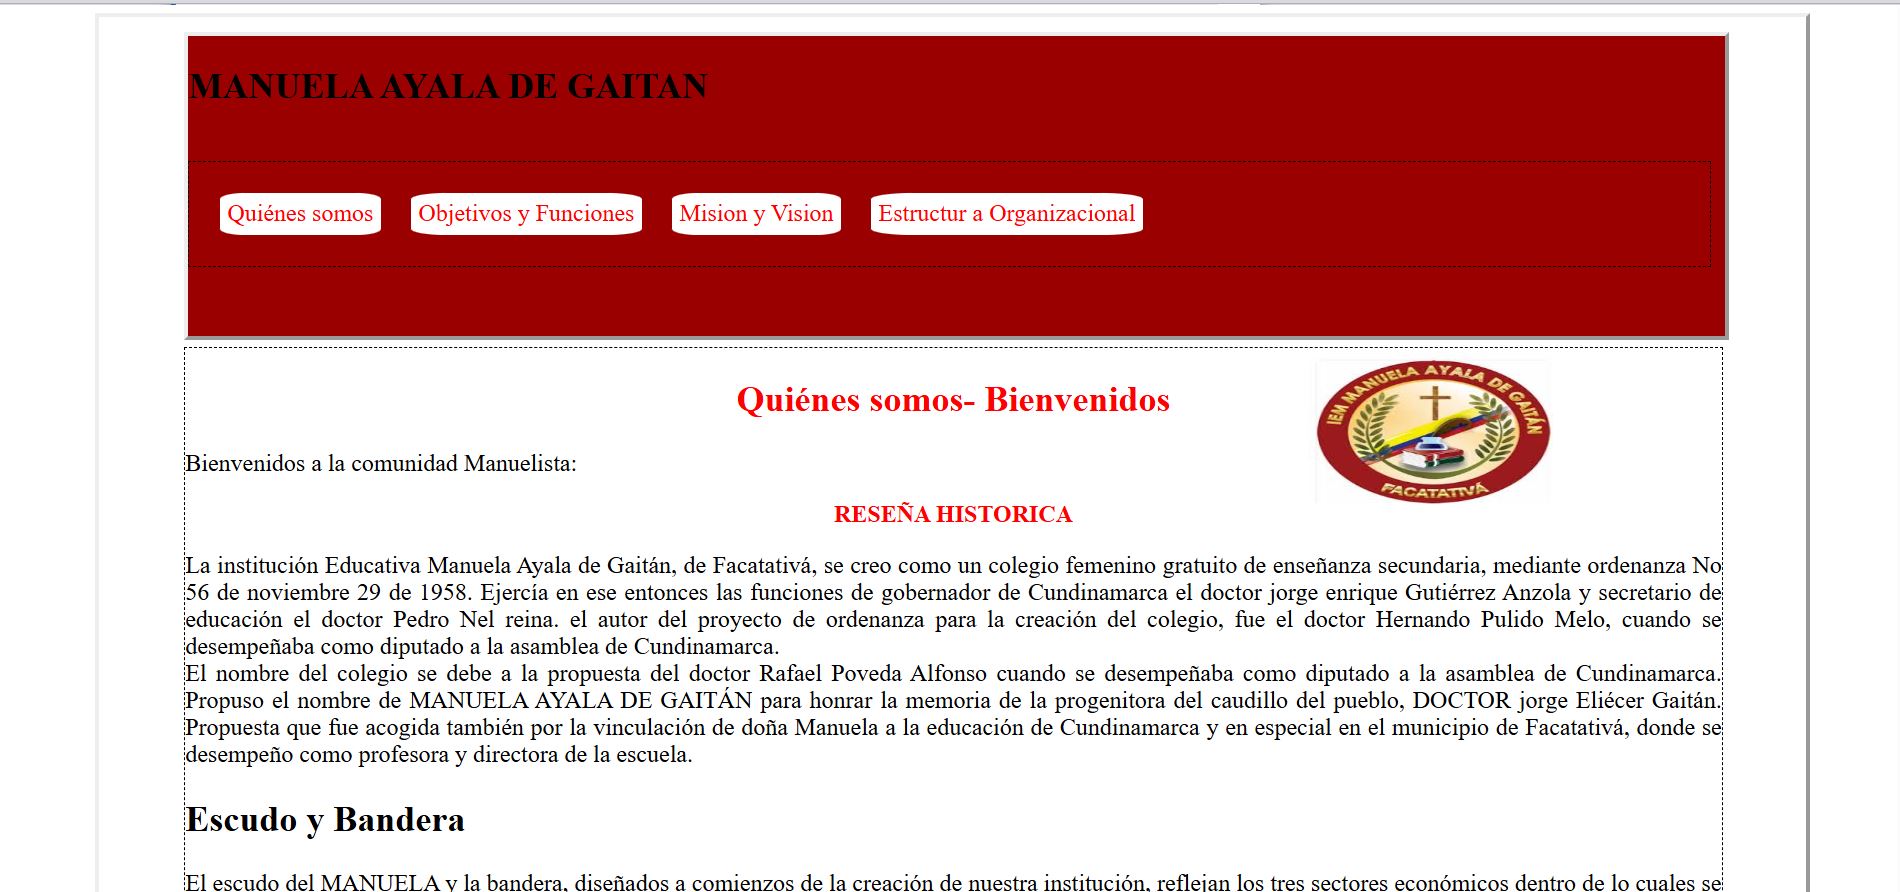 MANUELA AYALA DE GAITAN
Quiénes somos
Objetivos y Funciones
Mision y Vision
Estructur a Organizacional
IEM MANUELA AYALA DE GAITÁN
FACATATIVÁ
Quiénes somos- Bienvenidos
Bienvenidos a la comunidad Manuelista:
RESEÑA HISTORICA
La institución Educativa Manuela Ayala de Gaitán, de Facatativá, se creo como un colegio femenino gratuito de enseñanza secundaria, mediante ordenanza No
56 de noviembre 29 de 1958. Ejercía en ese entonces las funciones de gobernador de Cundinamarca el doctor jorge enrique Gutiérrez Anzola y secretario de
educación el doctor Pedro Nel reina. el autor del proyecto de ordenanza para la creación del colegio, fue el doctor Hernando Pulido Melo, cuando se
desempeñaba como diputado a la asamblea de Cundinamarca.
El nombre del colegio se debe a la propuesta del doctor Rafael Poveda Alfonso cuando se desempeñaba como diputado a la asamblea de Cundinamarca.
Propuso el nombre de MANUELA AYALA DE GAITÁN para honrar la memoria de la progenitora del caudillo del pueblo, DOCTOR jorge Eliécer Gaitán.
Propuesta que fue acogida también por la vinculación de doña Manuela a la educación de Cundinamarca y en especial en el municipio de Facatativá, donde se
desempeño como profesora y directora de la escuela.
Escudo y Bandera
El escudo del MANUELA y la bandera, diseñados a comienzos de la creación de nuestra institución, reflejan los tres sectores económicos dentro de lo cuales se